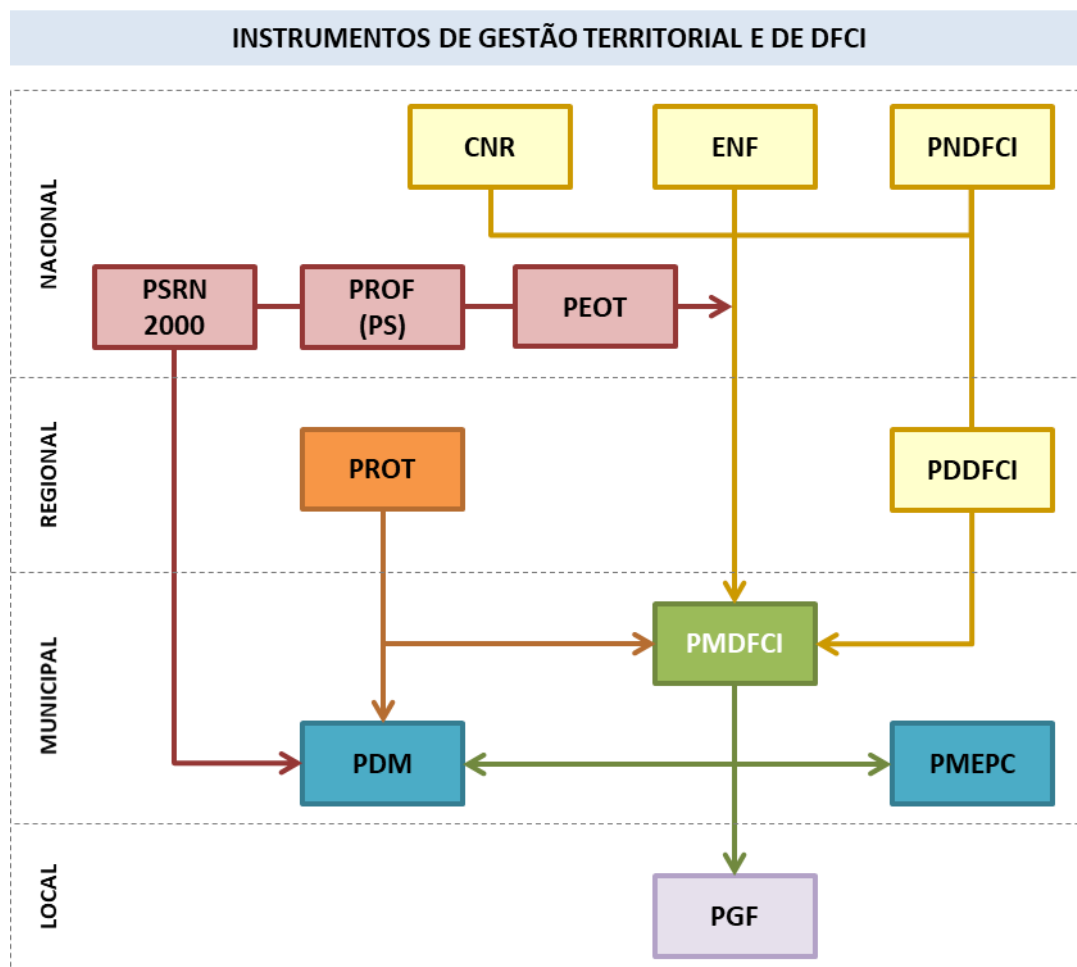 INSTRUMENTOS DE GESTÃO TERRITORIAL E DE DFCI
NACIONAL
CNR
ENF
PNDFCI
PSRN
2000
PROF
(PS)
PEOT
REGIONAL
PROT
PDDFCI
MUNICIPAL
PMDFCI
PDM
PMEPC
LOCAL
PGF